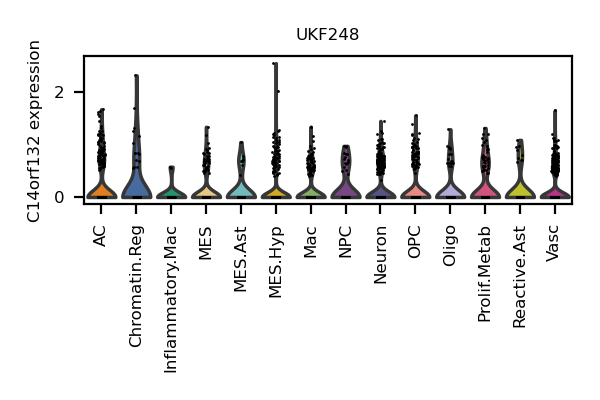 UKF248
C14orf132 expression
2
0
AC
Chromatin.Reg
Inflammatory.Mac
MES
MES.Ast
MES.Hyp
Mac
NPC
Neuron
OPC
Oligo
Prolif.Metab
Reactive.Ast
Vasc